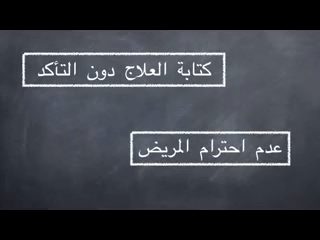 كتابة العلاج دون التأكد
عدم احترام المريض